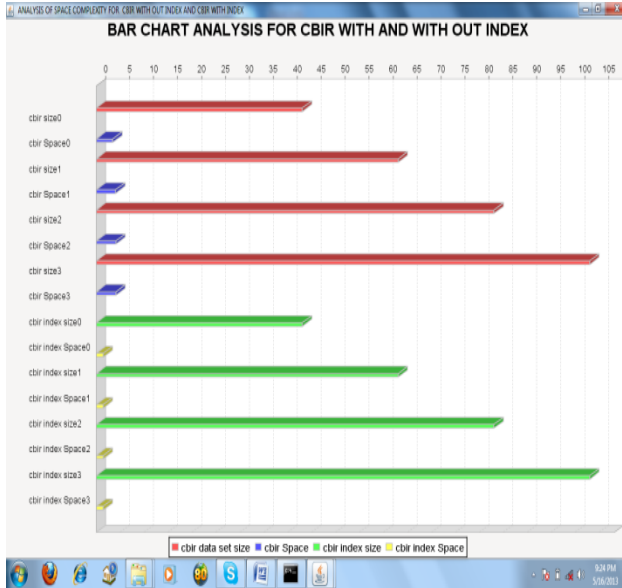 ANALYSIS OF SPACE COMPLEXITY FOR CBIR WITH OUT INDEX AND CBIR WITH INDEX
BAR CHART ANALYSIS FOR CBIR WITH AND WITH OUT INDEX
0 5 10 15 20 25 30 35 40 45 50 55 60 65 70 75 80 85 90 95 100 105
cbir size0
cbir Space0
cbir size1
cbir Space1
cbir size2
cbir Space2
cbir size3
cbir Space3
cbir index size0
cbir index Space0
cbir index size1
cbir index Space1
cbir index size2
cbir index Space2
cbir index size3
cbir index Space3
cbir data set size cbir Space cbir index size cbir index Space
9:24 PM
5/16/2013